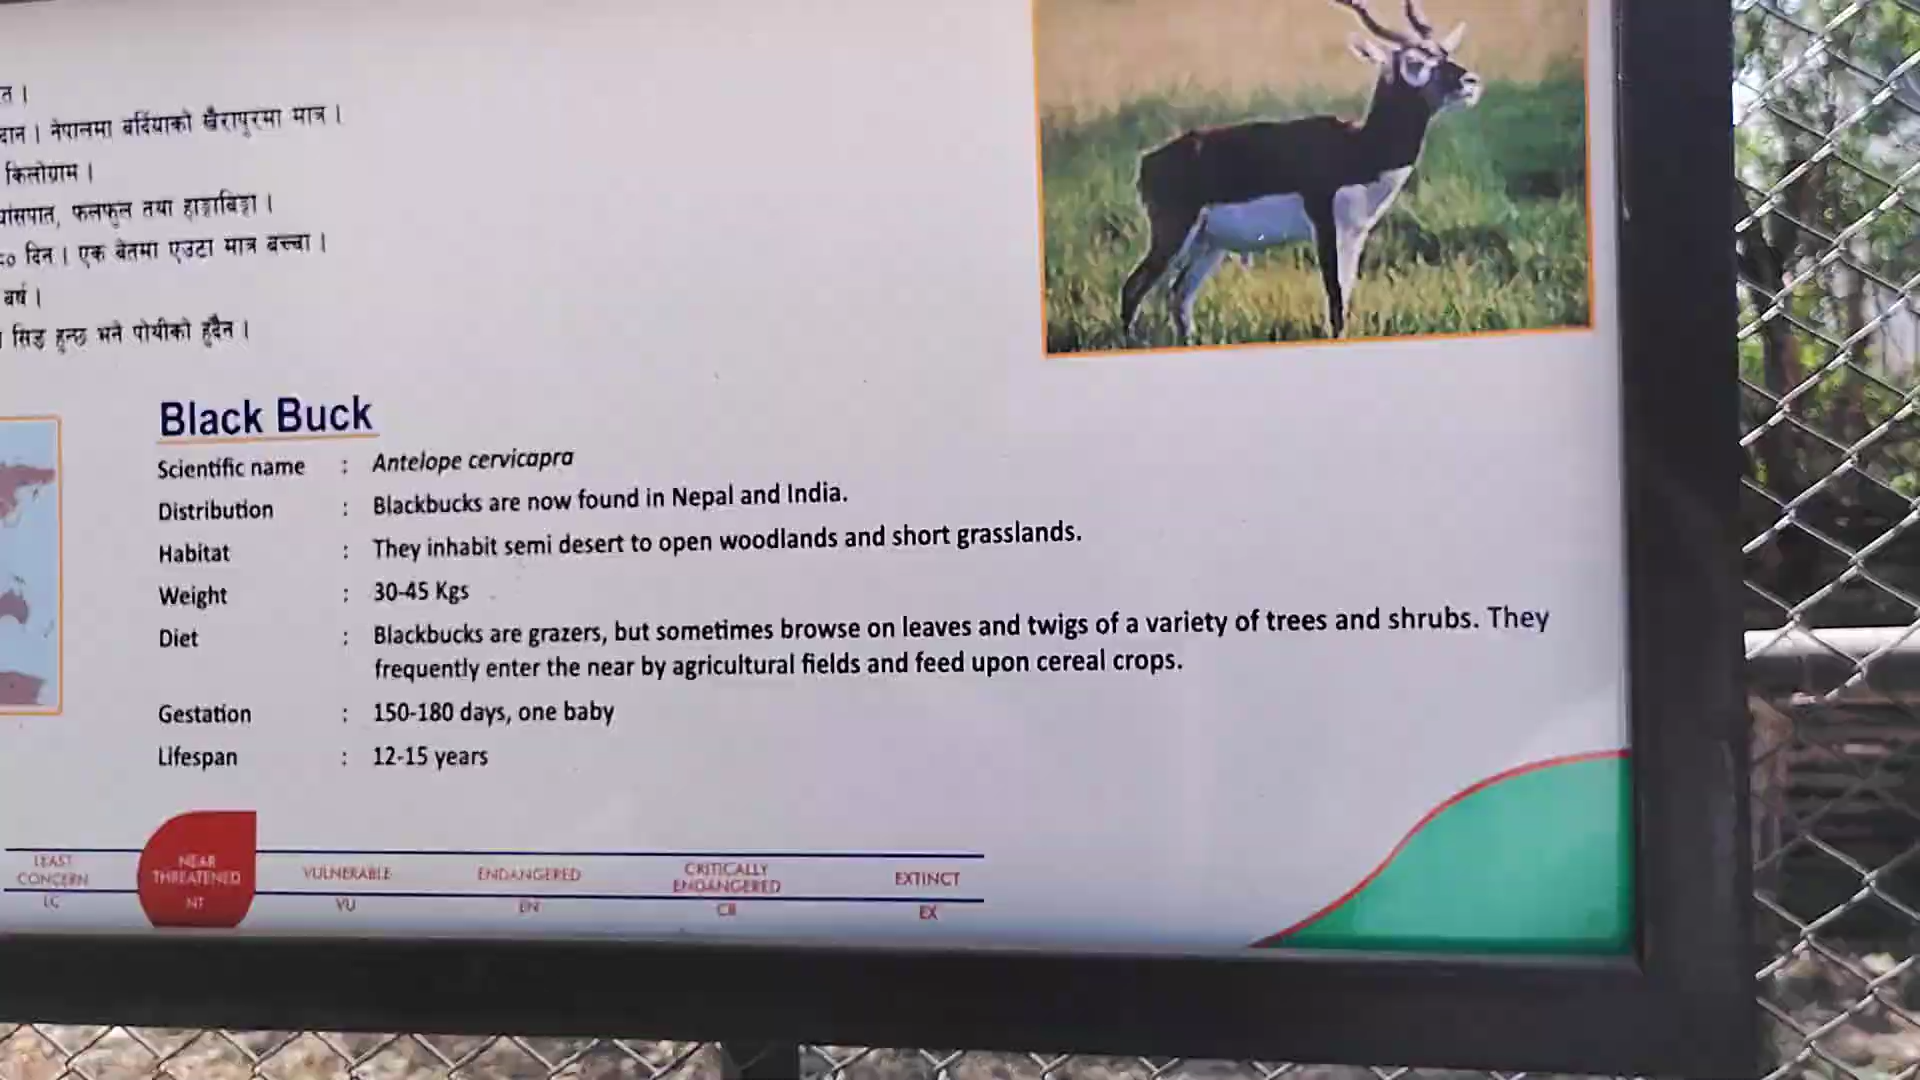 त ।
नेपालमा बर्दियाको खैरापुरमा मात्र ।
किलोग्राम ।
फलफुल तथा हाङ्गाबिङ्गा ।
दिन । एक बेतमा एउटा मात्र बच्चा ।
बर्ष ।
सिङ हुन्छ भने पोथीको हुदैन ।
Black Buck
Scientific name : Antelope cervicapra
Distribution : Blackbucks are now found in Nepal and India.
Habitat : They inhabit semi desert to open woodlands and short grasslands.
Weight : 30-45 Kgs
Diet : Blackbucks are grazers, but sometimes browse on leaves and twigs of a variety of trees and shrubs. They
frequently enter the near by agricultural fields and feed upon cereal crops.
Gestation : 150-180 days, one baby
Lifespan : 12-15 years
LEAST CONCERN LC
NEAR THREATENED NT
VULNERABLE VU
ENDANGERED EN
CRITICALLY ENDANGERED CR
EXTINCT EX